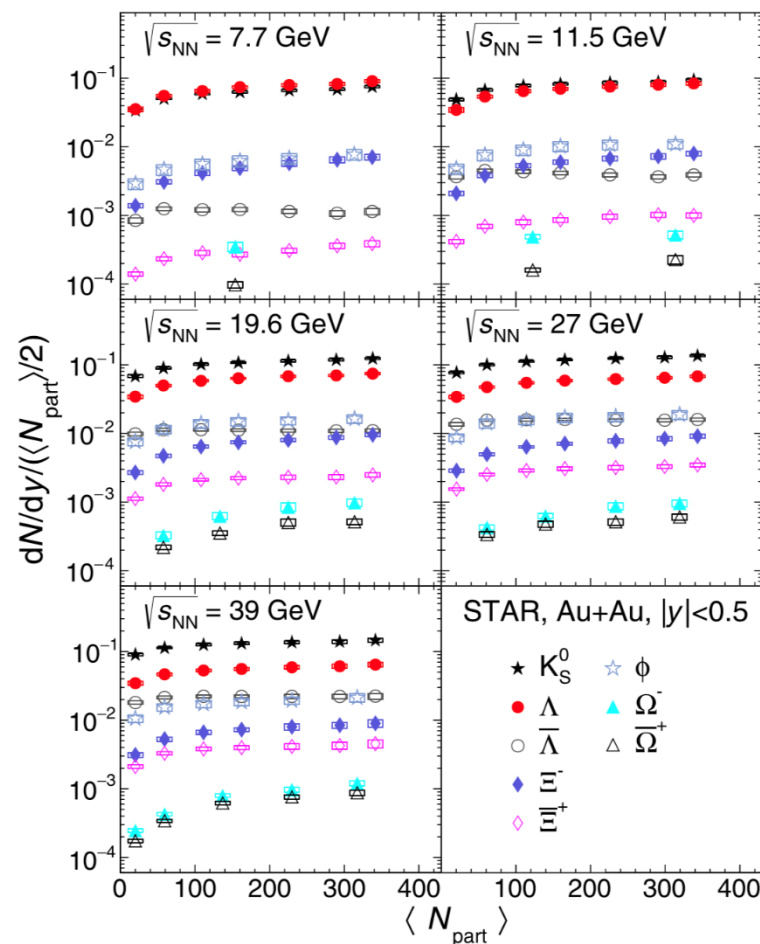 √sNN = 7.7 GeV
√sNN = 11.5 GeV
10⁻¹
10⁻²
10⁻³
10⁻⁴
√sNN = 19.6 GeV
√sNN = 27 GeV
10⁻¹
10⁻²
10⁻³
10⁻⁴
√sNN = 39 GeV
10⁻¹
10⁻²
10⁻³
10⁻⁴
STAR, Au+Au, |y|<0.5
K⁰S
ϕ
Λ
Ω⁻
Λ̅
Ω̅⁺
Ξ⁻
Ξ̅⁺
0 100 200 300 400
0 100 200 300 400
⟨ Npart ⟩
dN/dy/(⟨Npart⟩/2)